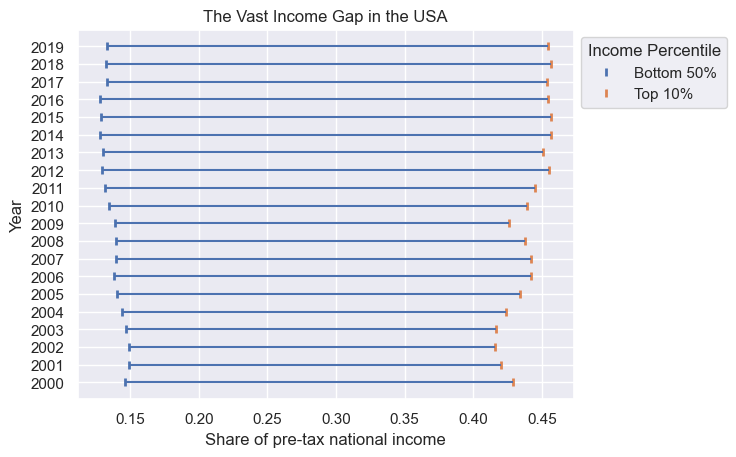 The Vast Income Gap in the USA
Income Percentile
Bottom 50%
Top 10%
Year
2019
2018
2017
2016
2015
2014
2013
2012
2011
2010
2009
2008
2007
2006
2005
2004
2003
2002
2001
2000
0.15 0.20 0.25 0.30 0.35 0.40 0.45
Share of pre-tax national income